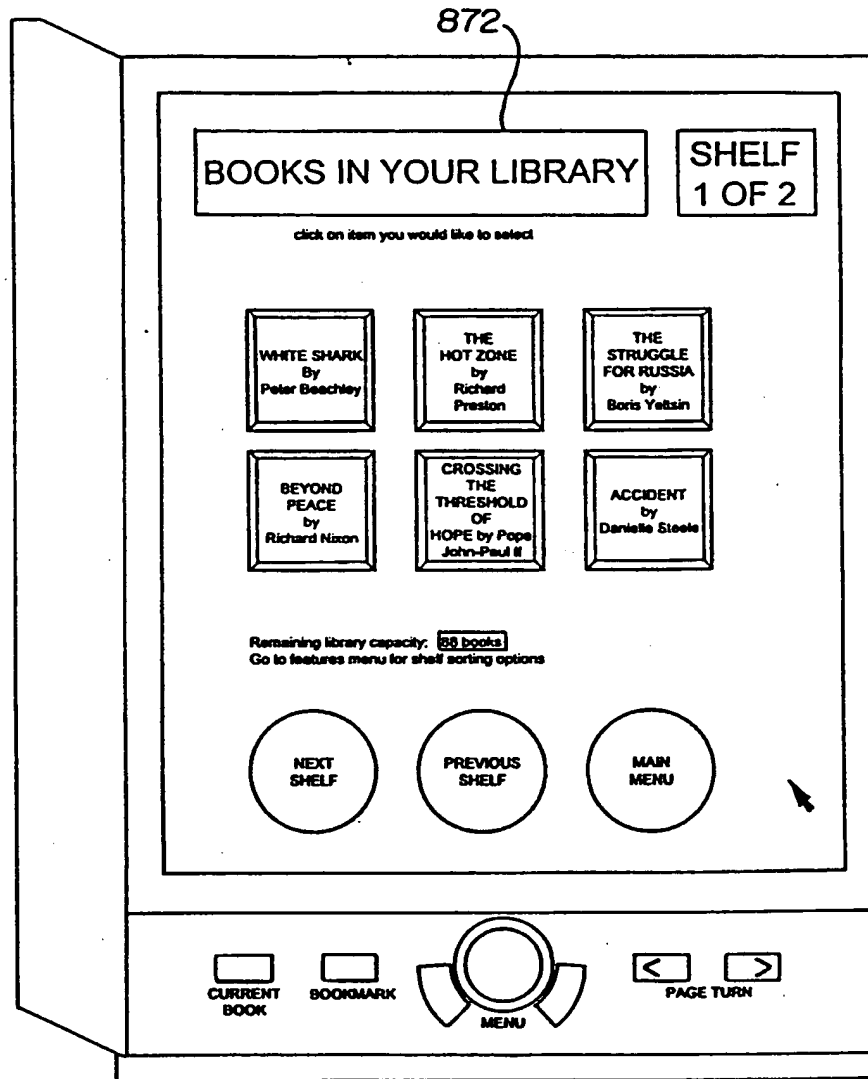 872
BOOKS IN YOUR LIBRARY
SHELF
1 OF 2
click on item you would like to select
WHITE SHARK
By
Peter Beachley
THE
HOT ZONE
by
Richard
Preston
THE
STRUGGLE
FOR RUSSIA
by
Boris Yeltsin
BEYOND
PEACE
by
Richard Nixon
CROSSING
THE
THRESHOLD
OF
HOPE by Pope
John-Paul II
ACCIDENT
by
Danielle Steele
Remaining library capacity: 88 books
Go to features menu for shelf sorting options
NEXT
SHELF
PREVIOUS
SHELF
MAIN
MENU
CURRENT
BOOK
BOOKMARK
MENU
< >
PAGE TURN